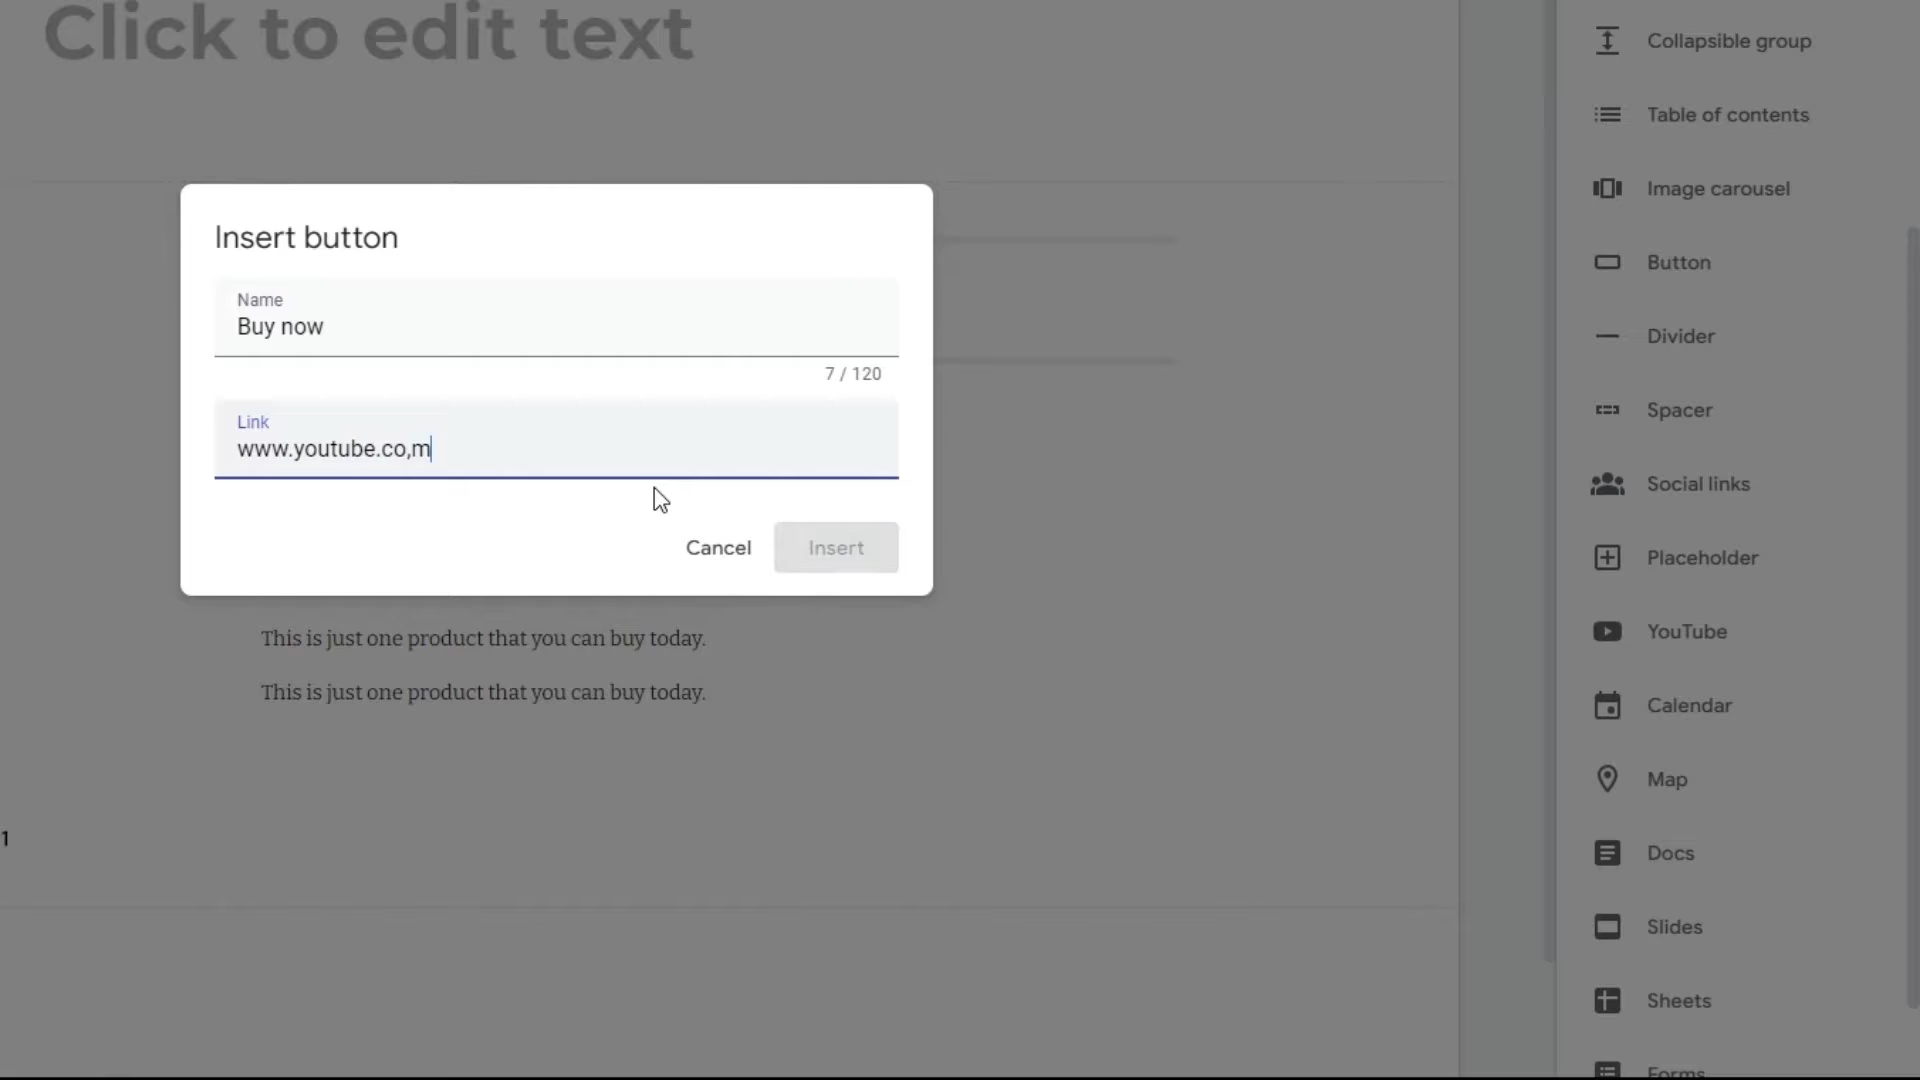 Click to edit text
Insert button
Name
Buy now
7 / 120
Link
www.youtube.co,m
Cancel
Insert
This is just one product that you can buy today.
This is just one product that you can buy today.
1
Collapsible group
Table of contents
Image carousel
Button
Divider
Spacer
Social links
Placeholder
YouTube
Calendar
Map
Docs
Slides
Sheets
Forms